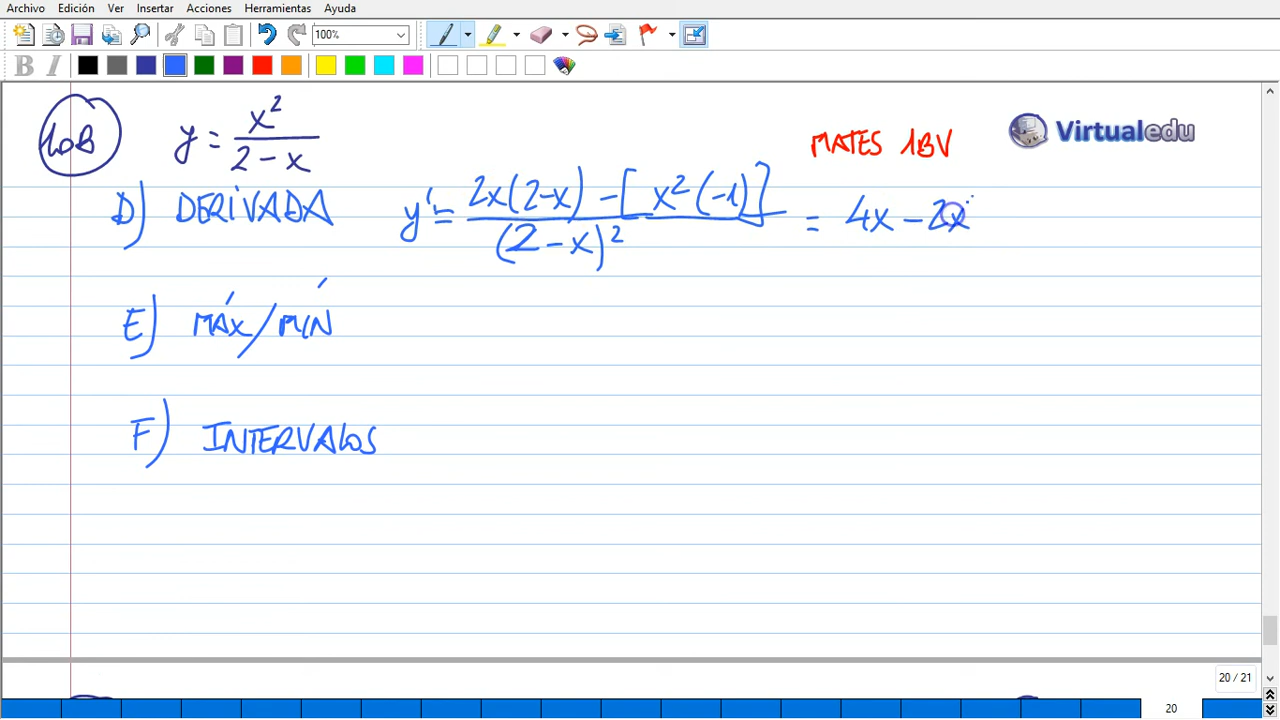 Archivo Edición Ver Insertar Acciones Herramientas Ayuda
100%
B I
10B y = x²/(2 - x) MATES 1BV Virtualedu
D) DERIVADA y' = (2x(2-x) - [x²(-1)])/(2-x)² = 4x - 2x
E) MÁX/MÍN
F) INTERVALOS
20 / 21
20